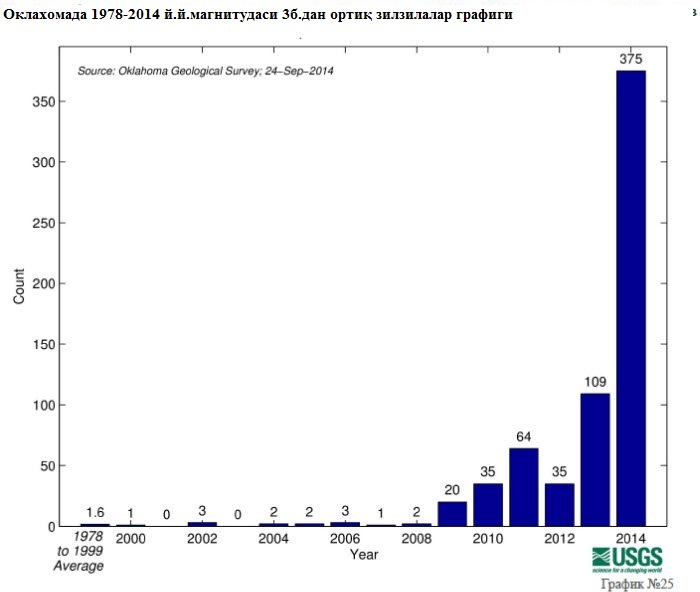 Оклахомада 1978-2014 й.й.магнитудаси 3б.дан ортиқ зилзилалар графиги
в
Source: Oklahoma Geological Survey; 24−Sep−2014
375
350
300
250
200
150
100
50
0
Count
1.6 1 0 3 0 2 2 3 1 2 20 35 64 35 109
1978 to 1999 Average
2000 2002 2004 2006 2008 2010 2012 2014
Year
USGS
science for a changing world
График №25